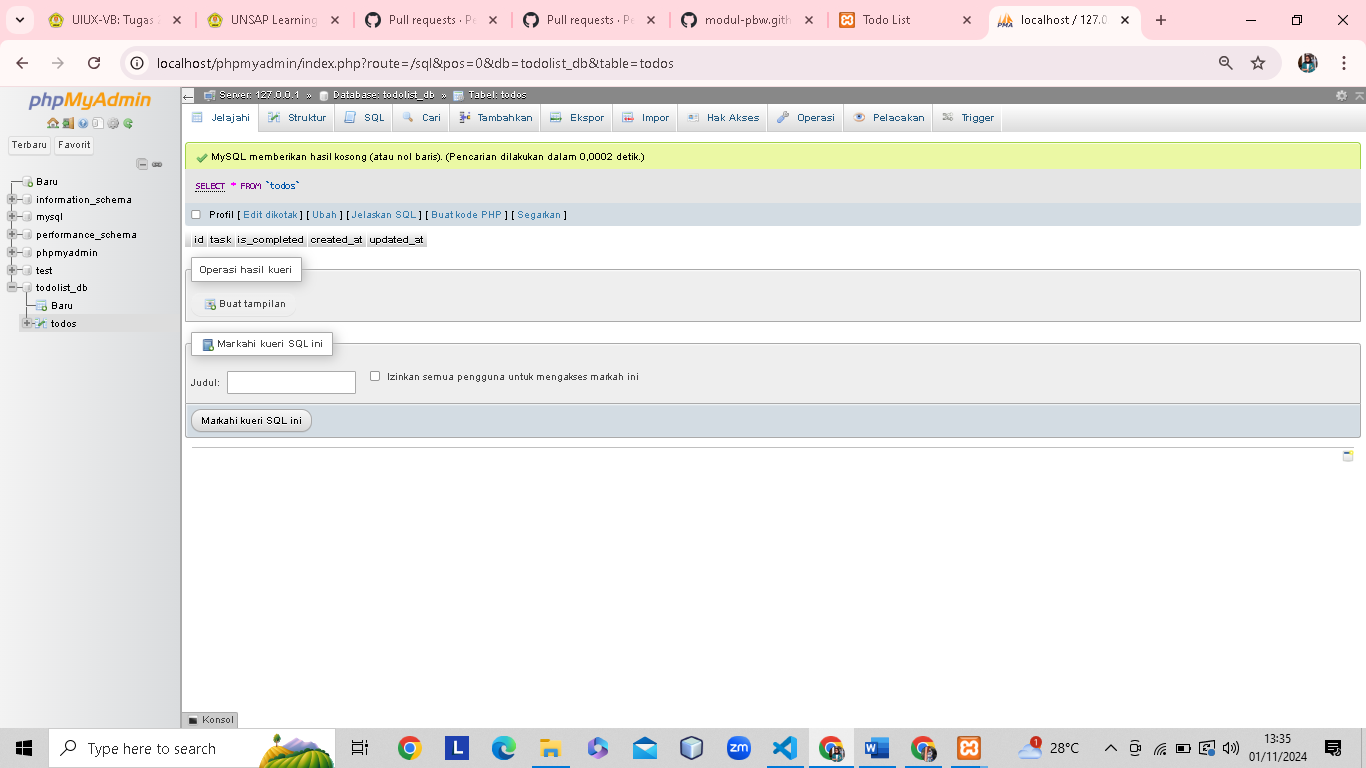 UIUX-VB: Tugas
UNSAP Learning
Pull requests · Pe
Pull requests · Pe
modul-pbw.gith
Todo List
localhost / 127.0
localhost/phpmyadmin/index.php?route=/sql&pos=0&db=todolist_db&table=todos
phpMyAdmin
Terbaru Favorit
Baru
information_schema
mysql
performance_schema
phpmyadmin
test
todolist_db
Baru
todos
Server: 127.0.0.1 » Database: todolist_db » Tabel: todos
Jelajahi Struktur SQL Cari Tambahkan Ekspor Impor Hak Akses Operasi Pelacakan Trigger
MySQL memberikan hasil kosong (atau nol baris). (Pencarian dilakukan dalam 0,0002 detik.)
SELECT * FROM `todos`
Profil [ Edit dikotak ] [ Ubah ] [ Jelaskan SQL ] [ Buat kode PHP ] [ Segarkan ]
id task is_completed created_at updated_at
Operasi hasil kueri
Buat tampilan
Markahi kueri SQL ini
Judul:
Izinkan semua pengguna untuk mengakses markah ini
Markahi kueri SQL ini
Konsol
Type here to search
L
zm
1
28°C
13:35
01/11/2024